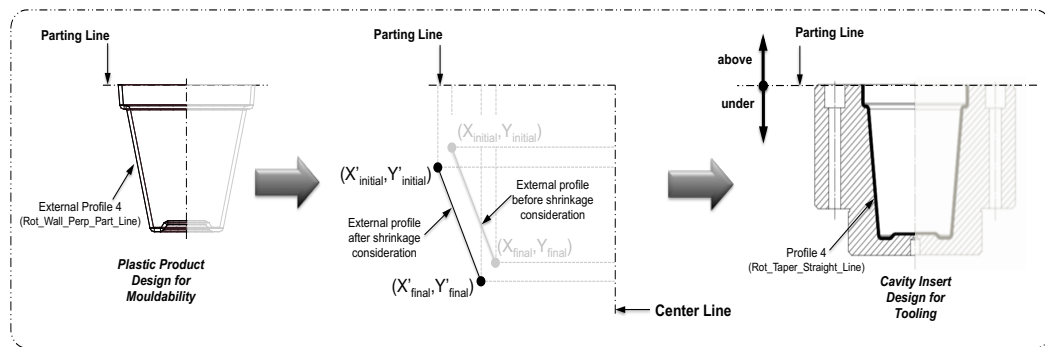 Parting Line
External Profile 4
(Rot_Wall_Perp_Part_Line)
Plastic Product
Design for
Mouldability
Parting Line
(Xinitial,Yinitial)
(X'initial,Y'initial)
External profile
before shrinkage
consideration
External profile
after shrinkage
consideration
(Xfinal,Yfinal)
(X'final,Y'final)
Center Line
above
under
Parting Line
Profile 4
(Rot_Taper_Straight_Line)
Cavity Insert
Design for
Tooling